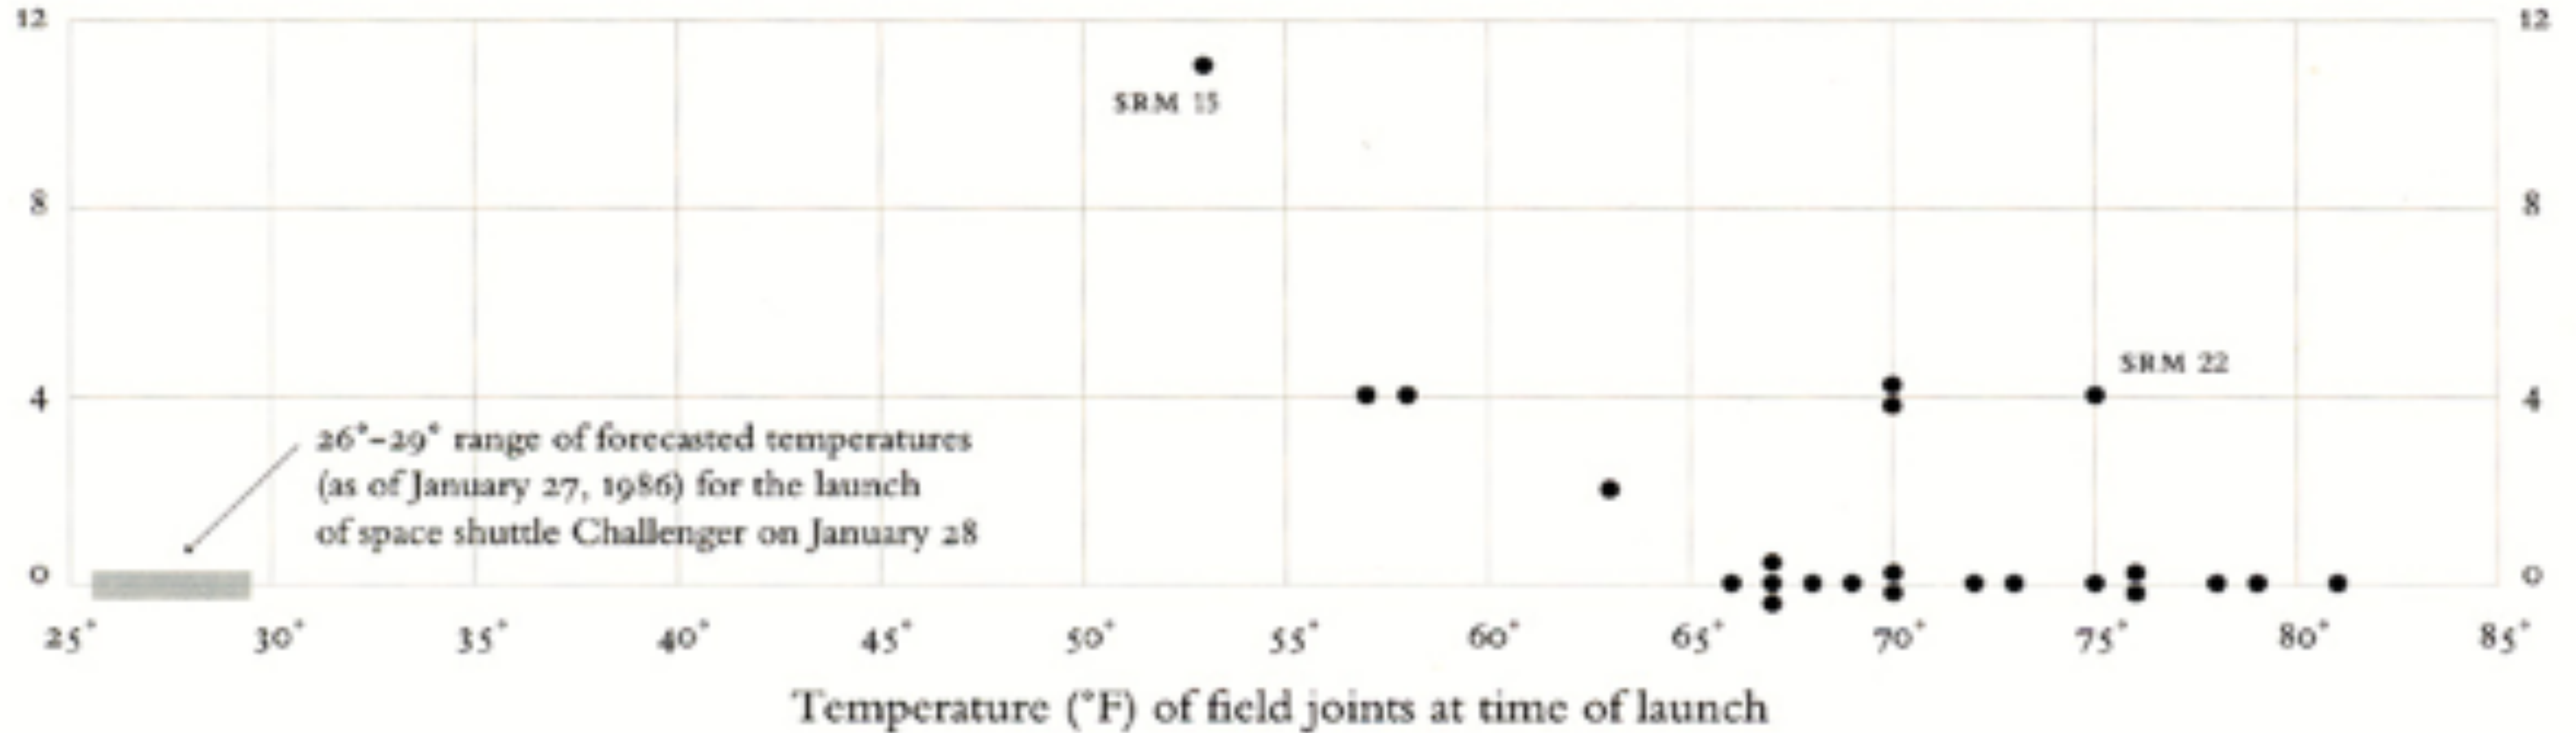 12 12
SRM 15
8 8
SRM 22
4 4
26°–29° range of forecasted temperatures
(as of January 27, 1986) for the launch
of space shuttle Challenger on January 28
0 0
25° 30° 35° 40° 45° 50° 55° 60° 65° 70° 75° 80° 85°
Temperature (°F) of field joints at time of launch